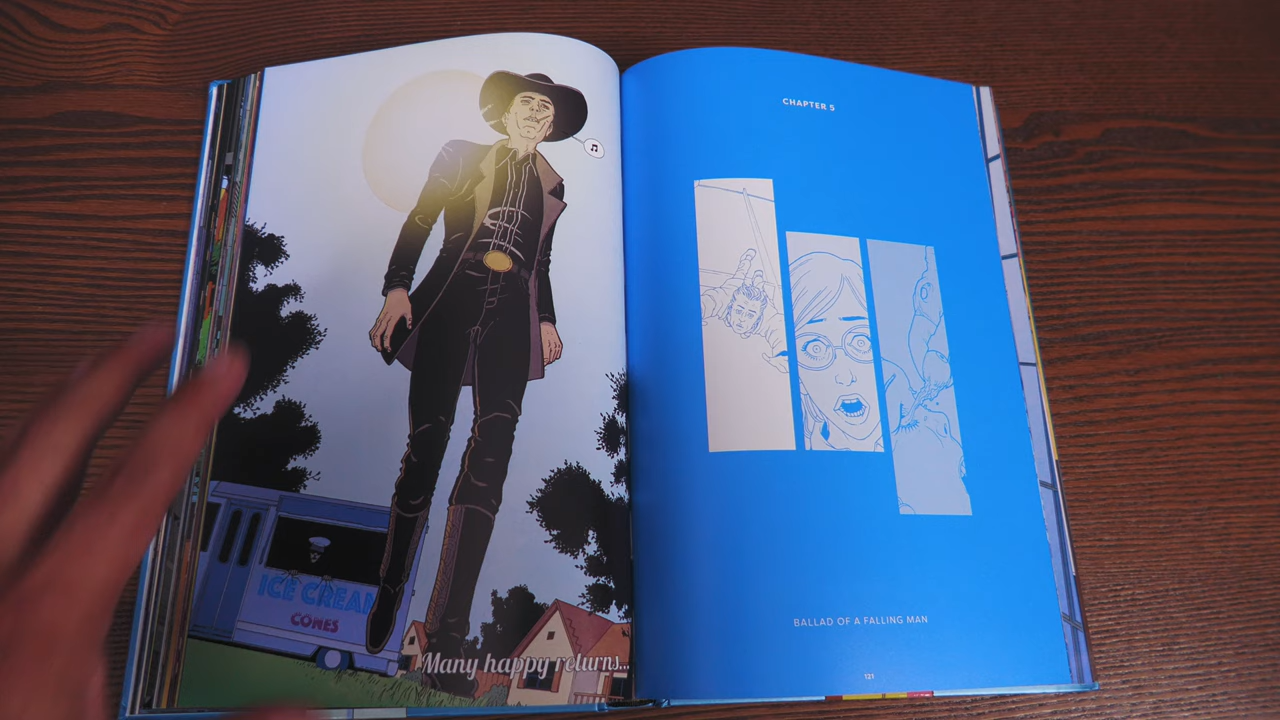 ICE CREAM
CONES
Many happy returns...
CHAPTER 5
BALLAD OF A FALLING MAN
121